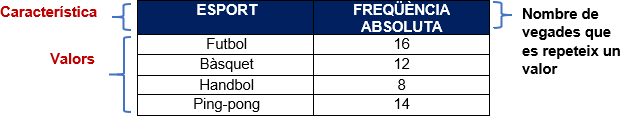 Característica
ESPORT
FREQÜÈNCIA
ABSOLUTA
Nombre de
vegades que
es repeteix un
valor
Valors
Futbol 16
Bàsquet 12
Handbol 8
Ping-pong 14